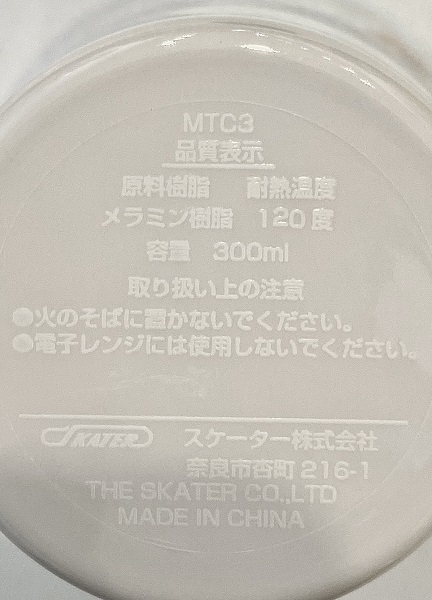 MTC3
品質表示
原料樹脂 耐熱温度
メラミン樹脂 120度
容量 300ml
取り扱い上の注意
●火のそばに置かないでください。
●電子レンジには使用しないでください。
SKATER スケーター株式会社
奈良市杏町216-1
THE SKATER CO.,LTD
MADE IN CHINA